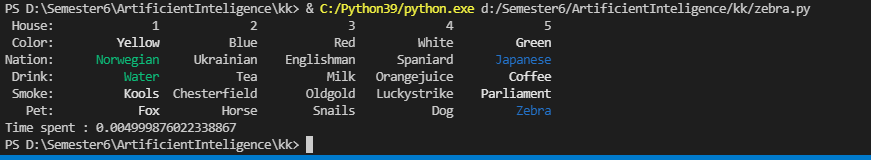 PS D:\Semester6\ArtificientInteligence\kk> & C:/Python39/python.exe d:/Semester6/ArtificientInteligence/kk/zebra.py
House: 1 2 3 4 5
Color: Yellow Blue Red White Green
Nation: Norwegian Ukrainian Englishman Spaniard Japanese
Drink: Water Tea Milk Orangejuice Coffee
Smoke: Kools Chesterfield Oldgold Luckystrike Parliament
Pet: Fox Horse Snails Dog Zebra
Time spent : 0.004999876022338867
PS D:\Semester6\ArtificientInteligence\kk>